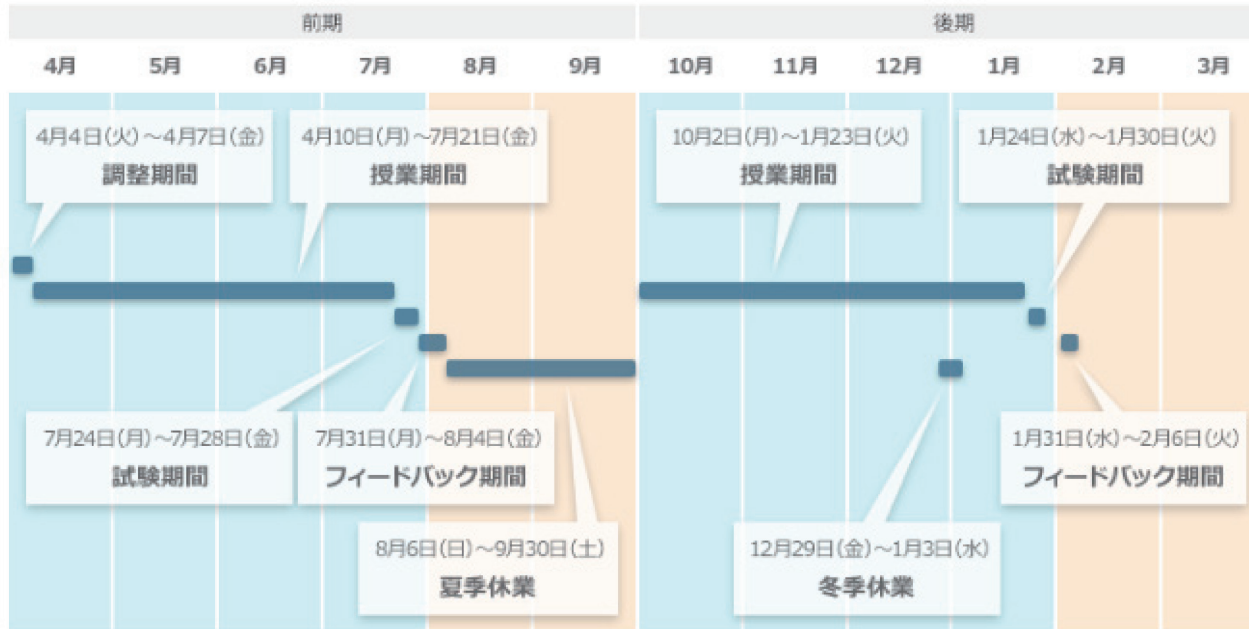 前期
後期
4月 5月 6月 7月 8月 9月 10月 11月 12月 1月 2月 3月
4月4日(火)～4月7日(金)
調整期間
4月10日(月)～7月21日(金)
授業期間
10月2日(月)～1月23日(火)
授業期間
1月24日(水)～1月30日(火)
試験期間
7月24日(月)～7月28日(金)
試験期間
7月31日(月)～8月4日(金)
フィードバック期間
1月31日(水)～2月6日(火)
フィードバック期間
8月6日(日)～9月30日(土)
夏季休業
12月29日(金)～1月3日(水)
冬季休業